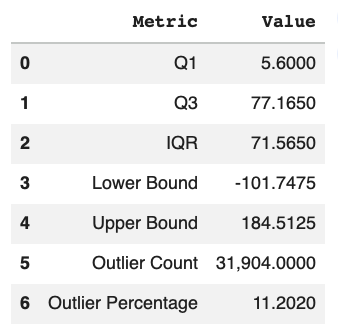 Metric Value
0 Q1 5.6000
1 Q3 77.1650
2 IQR 71.5650
3 Lower Bound -101.7475
4 Upper Bound 184.5125
5 Outlier Count 31,904.0000
6 Outlier Percentage 11.2020